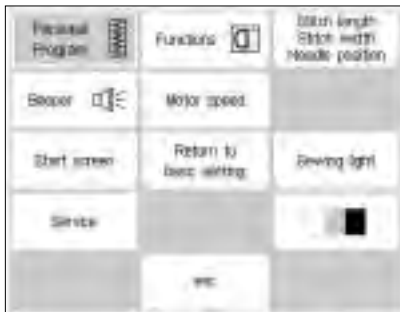 Personal
Program
Functions
Stitch length
Stitch width
Needle position
Beeper
Motor speed
Start screen
Return to
basic setting
Sewing light
Service
esc